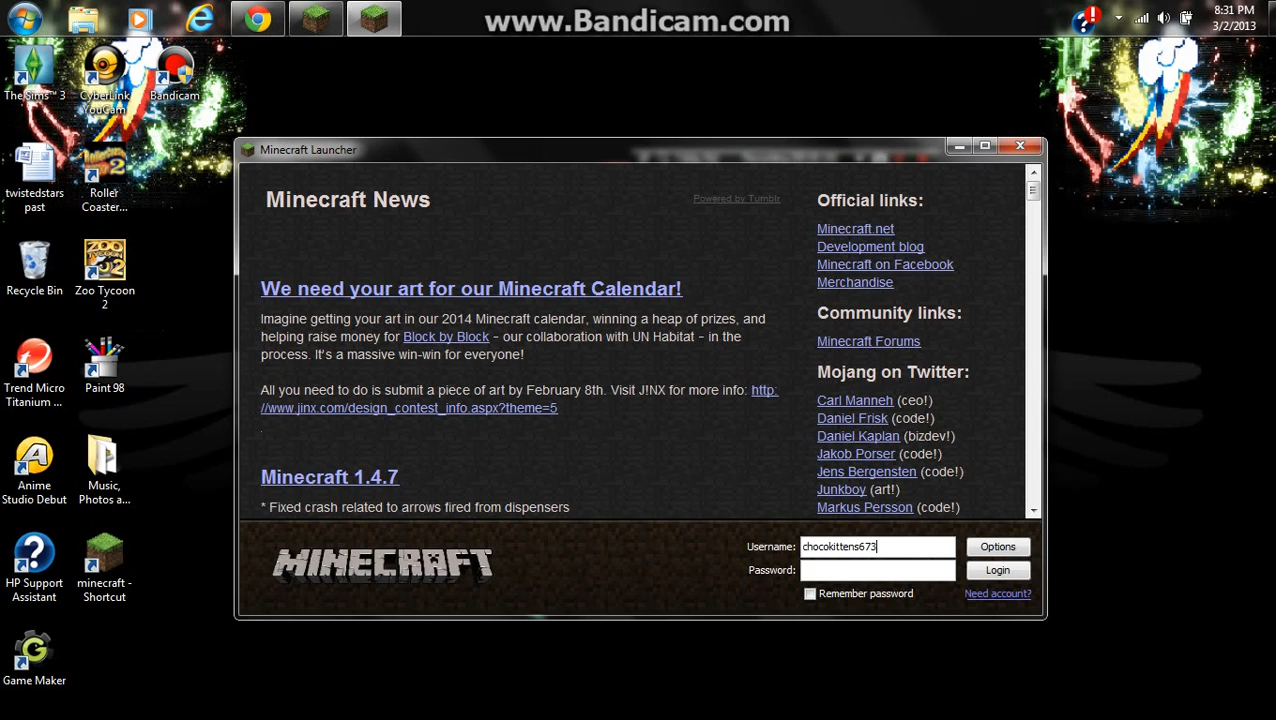 www.Bandicam.com
8:31 PM
3/2/2013
The Sims™ 3
CyberLink
YouCam
Bandicam
twistedstars
past
Roller
Coaster...
Recycle Bin
Zoo Tycoon
2
Trend Micro
Titanium ...
Paint 98
Anime
Studio Debut
Music,
Photos a...
HP Support
Assistant
minecraft -
Shortcut
Game Maker
Minecraft Launcher
Minecraft News
Powered by Tumblr
We need your art for our Minecraft Calendar!
Imagine getting your art in our 2014 Minecraft calendar, winning a heap of prizes, and
helping raise money for Block by Block - our collaboration with UN Habitat - in the
process. It's a massive win-win for everyone!
All you need to do is submit a piece of art by February 8th. Visit J!NX for more info: http:
//www.jinx.com/design_contest_info.aspx?theme=5
.
Minecraft 1.4.7
* Fixed crash related to arrows fired from dispensers
Official links:
Minecraft.net
Development blog
Minecraft on Facebook
Merchandise
Community links:
Minecraft Forums
Mojang on Twitter:
Carl Manneh (ceo!)
Daniel Frisk (code!)
Daniel Kaplan (bizdev!)
Jakob Porser (code!)
Jens Bergensten (code!)
Junkboy (art!)
Markus Persson (code!)
MINECRAFT
Username: chocokittens673 Options
Password: Login
Remember password Need account?